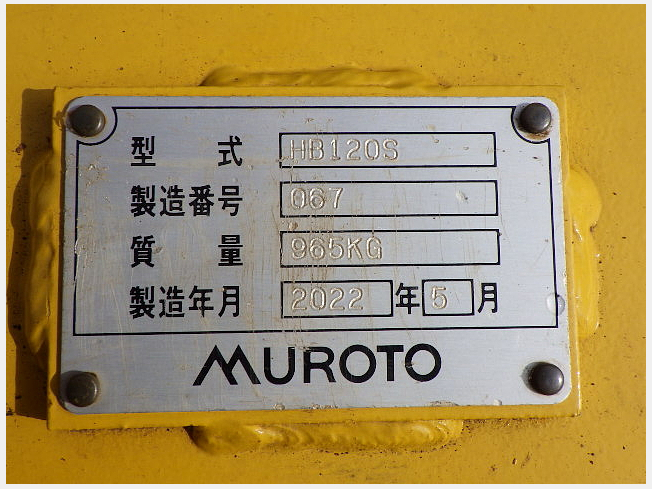 型 式 HB120S
製造番号 067
質 量 965KG
製造年月 2022 年 5 月
MUROTO